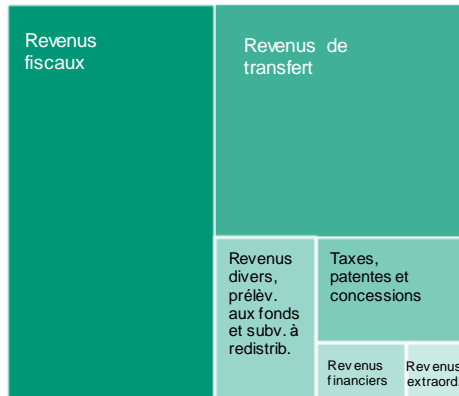 Revenus
fiscaux
Revenus de
transfert
Revenus
divers,
prélèv.
aux fonds
et subv. à
redistrib.
Taxes,
patentes et
concessions
Revenus
financiers
Revenus
extraord.